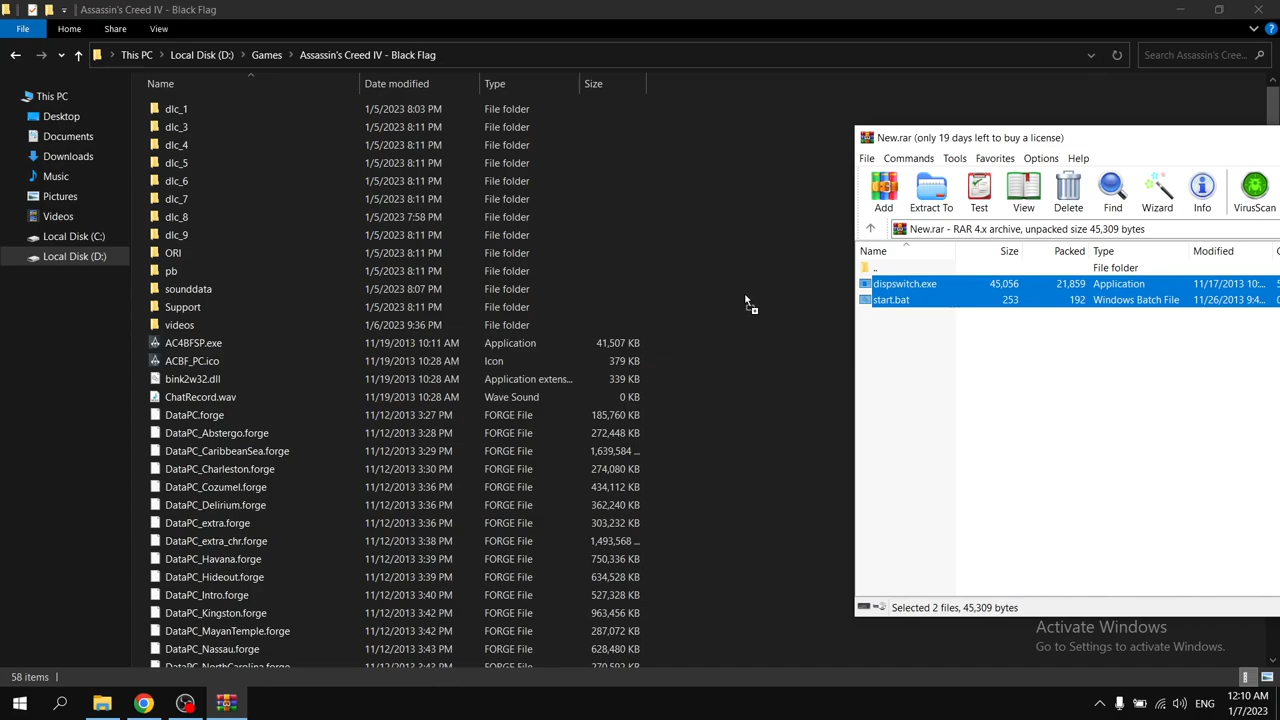 Assassin's Creed IV - Black Flag
File Home Share View
This PC Local Disk (D:) Games Assassin's Creed IV - Black Flag
Search Assassin's Cree...
Name Date modified Type Size
This PC
Desktop
Documents
Downloads
Music
Pictures
Videos
Local Disk (C:)
Local Disk (D:)
dlc_1 1/5/2023 8:03 PM File folder
dlc_3 1/5/2023 8:11 PM File folder
dlc_4 1/5/2023 8:11 PM File folder
dlc_5 1/5/2023 8:11 PM File folder
dlc_6 1/5/2023 8:11 PM File folder
dlc_7 1/5/2023 8:11 PM File folder
dlc_8 1/5/2023 7:58 PM File folder
dlc_9 1/5/2023 8:11 PM File folder
ORI 1/5/2023 8:11 PM File folder
pb 1/5/2023 8:11 PM File folder
sounddata 1/5/2023 8:07 PM File folder
Support 1/5/2023 8:11 PM File folder
videos 1/6/2023 9:36 PM File folder
AC4BFSP.exe 11/19/2013 10:11 AM Application 41,507 KB
ACBF_PC.ico 11/19/2013 10:28 AM Icon 379 KB
bink2w32.dll 11/19/2013 10:28 AM Application extens... 339 KB
ChatRecord.wav 11/19/2013 10:28 AM Wave Sound 0 KB
DataPC.forge 11/12/2013 3:27 PM FORGE File 185,760 KB
DataPC_Abstergo.forge 11/12/2013 3:28 PM FORGE File 272,448 KB
DataPC_CaribbeanSea.forge 11/12/2013 3:29 PM FORGE File 1,639,584 ...
DataPC_Charleston.forge 11/12/2013 3:30 PM FORGE File 274,080 KB
DataPC_Cozumel.forge 11/12/2013 3:36 PM FORGE File 434,112 KB
DataPC_Delirium.forge 11/12/2013 3:36 PM FORGE File 362,240 KB
DataPC_extra.forge 11/12/2013 3:36 PM FORGE File 303,232 KB
DataPC_extra_chr.forge 11/12/2013 3:38 PM FORGE File 1,493,568 ...
DataPC_Havana.forge 11/12/2013 3:39 PM FORGE File 750,336 KB
DataPC_Hideout.forge 11/12/2013 3:39 PM FORGE File 634,528 KB
DataPC_Intro.forge 11/12/2013 3:40 PM FORGE File 527,328 KB
DataPC_Kingston.forge 11/12/2013 3:42 PM FORGE File 963,456 KB
DataPC_MayanTemple.forge 11/12/2013 3:42 PM FORGE File 287,072 KB
DataPC_Nassau.forge 11/12/2013 3:42 PM FORGE File 628,480 KB
DataPC_NorthCarolina.forge 11/12/2013 3:42 PM FORGE File 270,592 KB
58 items
New.rar (only 19 days left to buy a license)
File Commands Tools Favorites Options Help
Add Extract To Test View Delete Find Wizard Info VirusScan
New.rar - RAR 4.x archive, unpacked size 45,309 bytes
Name Size Packed Type Modified
.. File folder
dispswitch.exe 45,056 21,859 Application 11/17/2013 10:...
start.bat 253 192 Windows Batch File 11/26/2013 9:4...
Selected 2 files, 45,309 bytes
Activate Windows
Go to Settings to activate Windows.
ENG
12:10 AM
1/7/2023